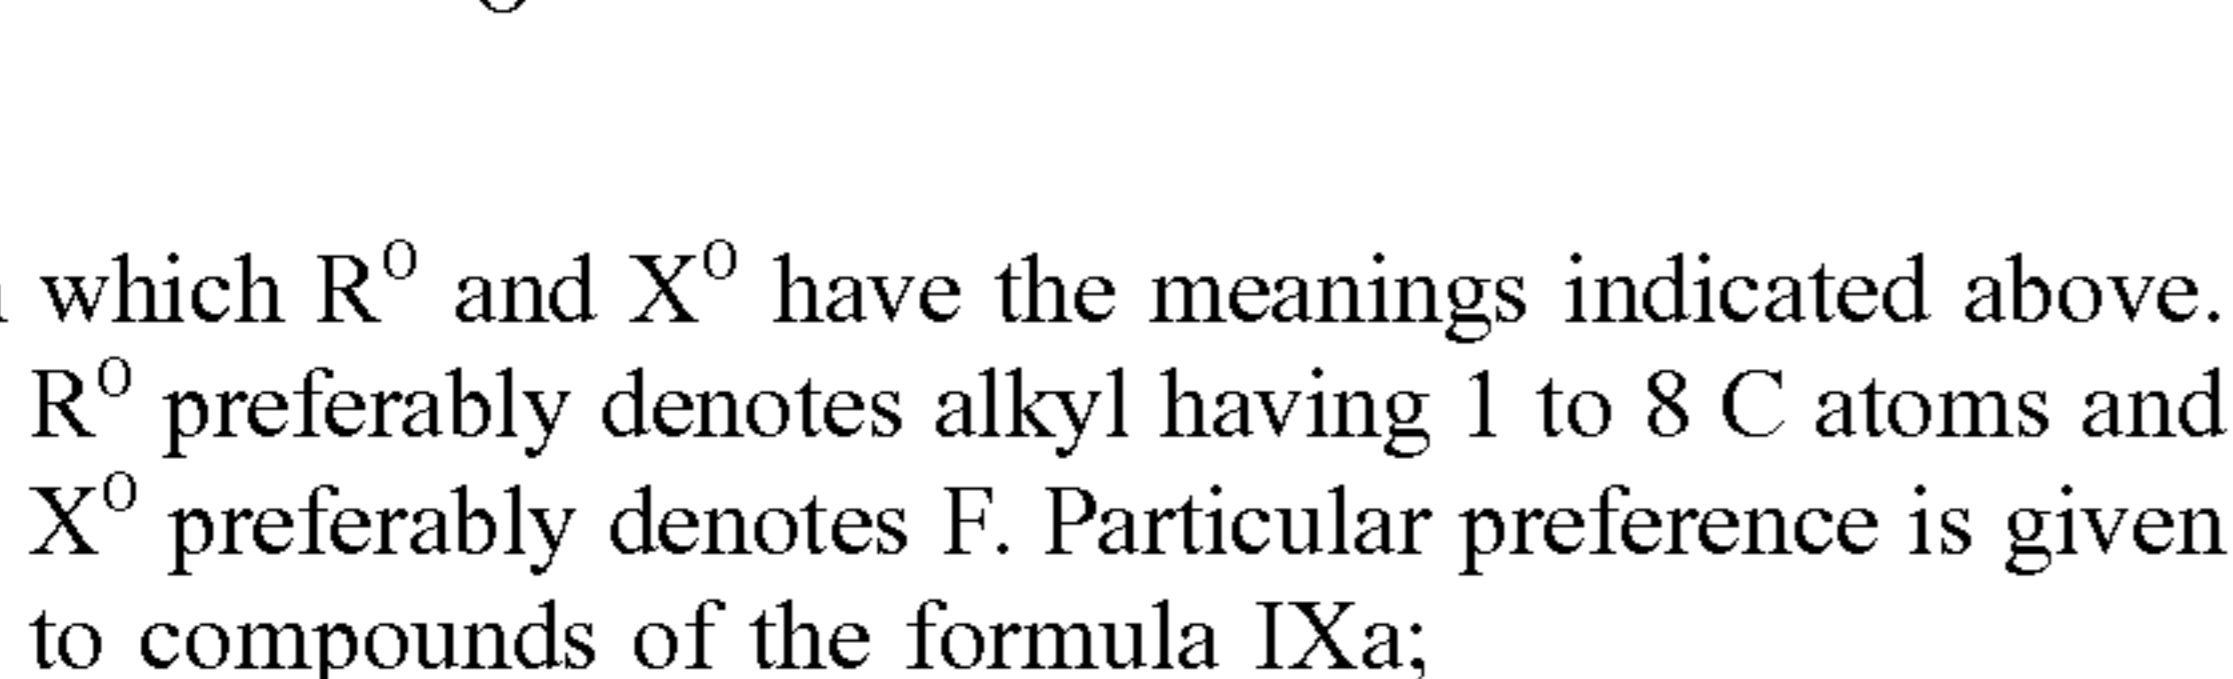 which R⁰ and X⁰ have the meanings indicated above.
R⁰ preferably denotes alkyl having 1 to 8 C atoms and
X⁰ preferably denotes F. Particular preference is given
to compounds of the formula IXa;